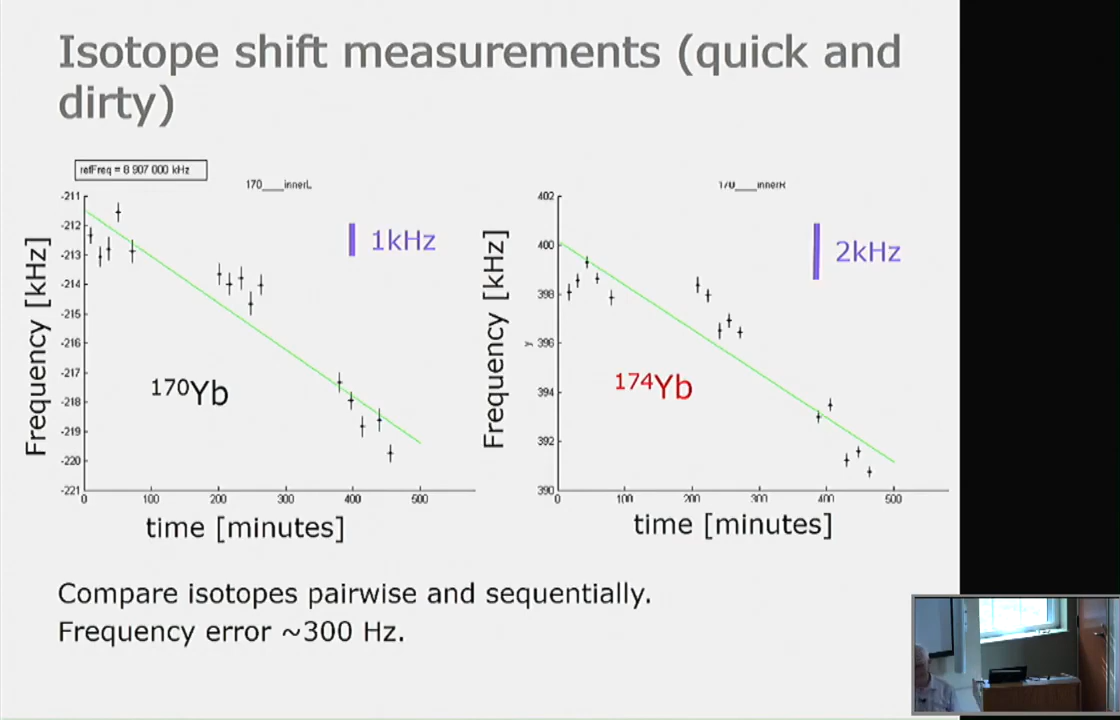 Isotope shift measurements (quick and
dirty)
refFreq = 8 907 000 kHz
170___innerL
-211
-212
-213
-214
-215
-216
-217
-218
-219
-220
-221
0 100 200 300 400 500
Frequency [kHz]
1kHz
170Yb
time [minutes]
170___innerR
402
400
398
396
394
392
390
0 100 200 300 400 500
Frequency [kHz]
y
2kHz
174Yb
time [minutes]
Compare isotopes pairwise and sequentially.
Frequency error ~300 Hz.